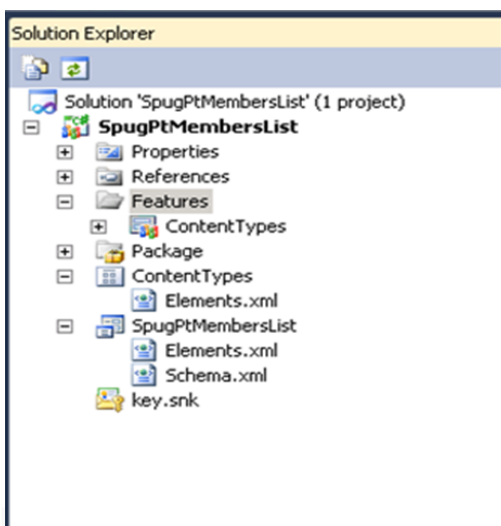 Solution Explorer
Solution 'SpugPtMembersList' (1 project)
SpugPtMembersList
Properties
References
Features
ContentTypes
Package
ContentTypes
Elements.xml
SpugPtMembersList
Elements.xml
Schema.xml
key.snk